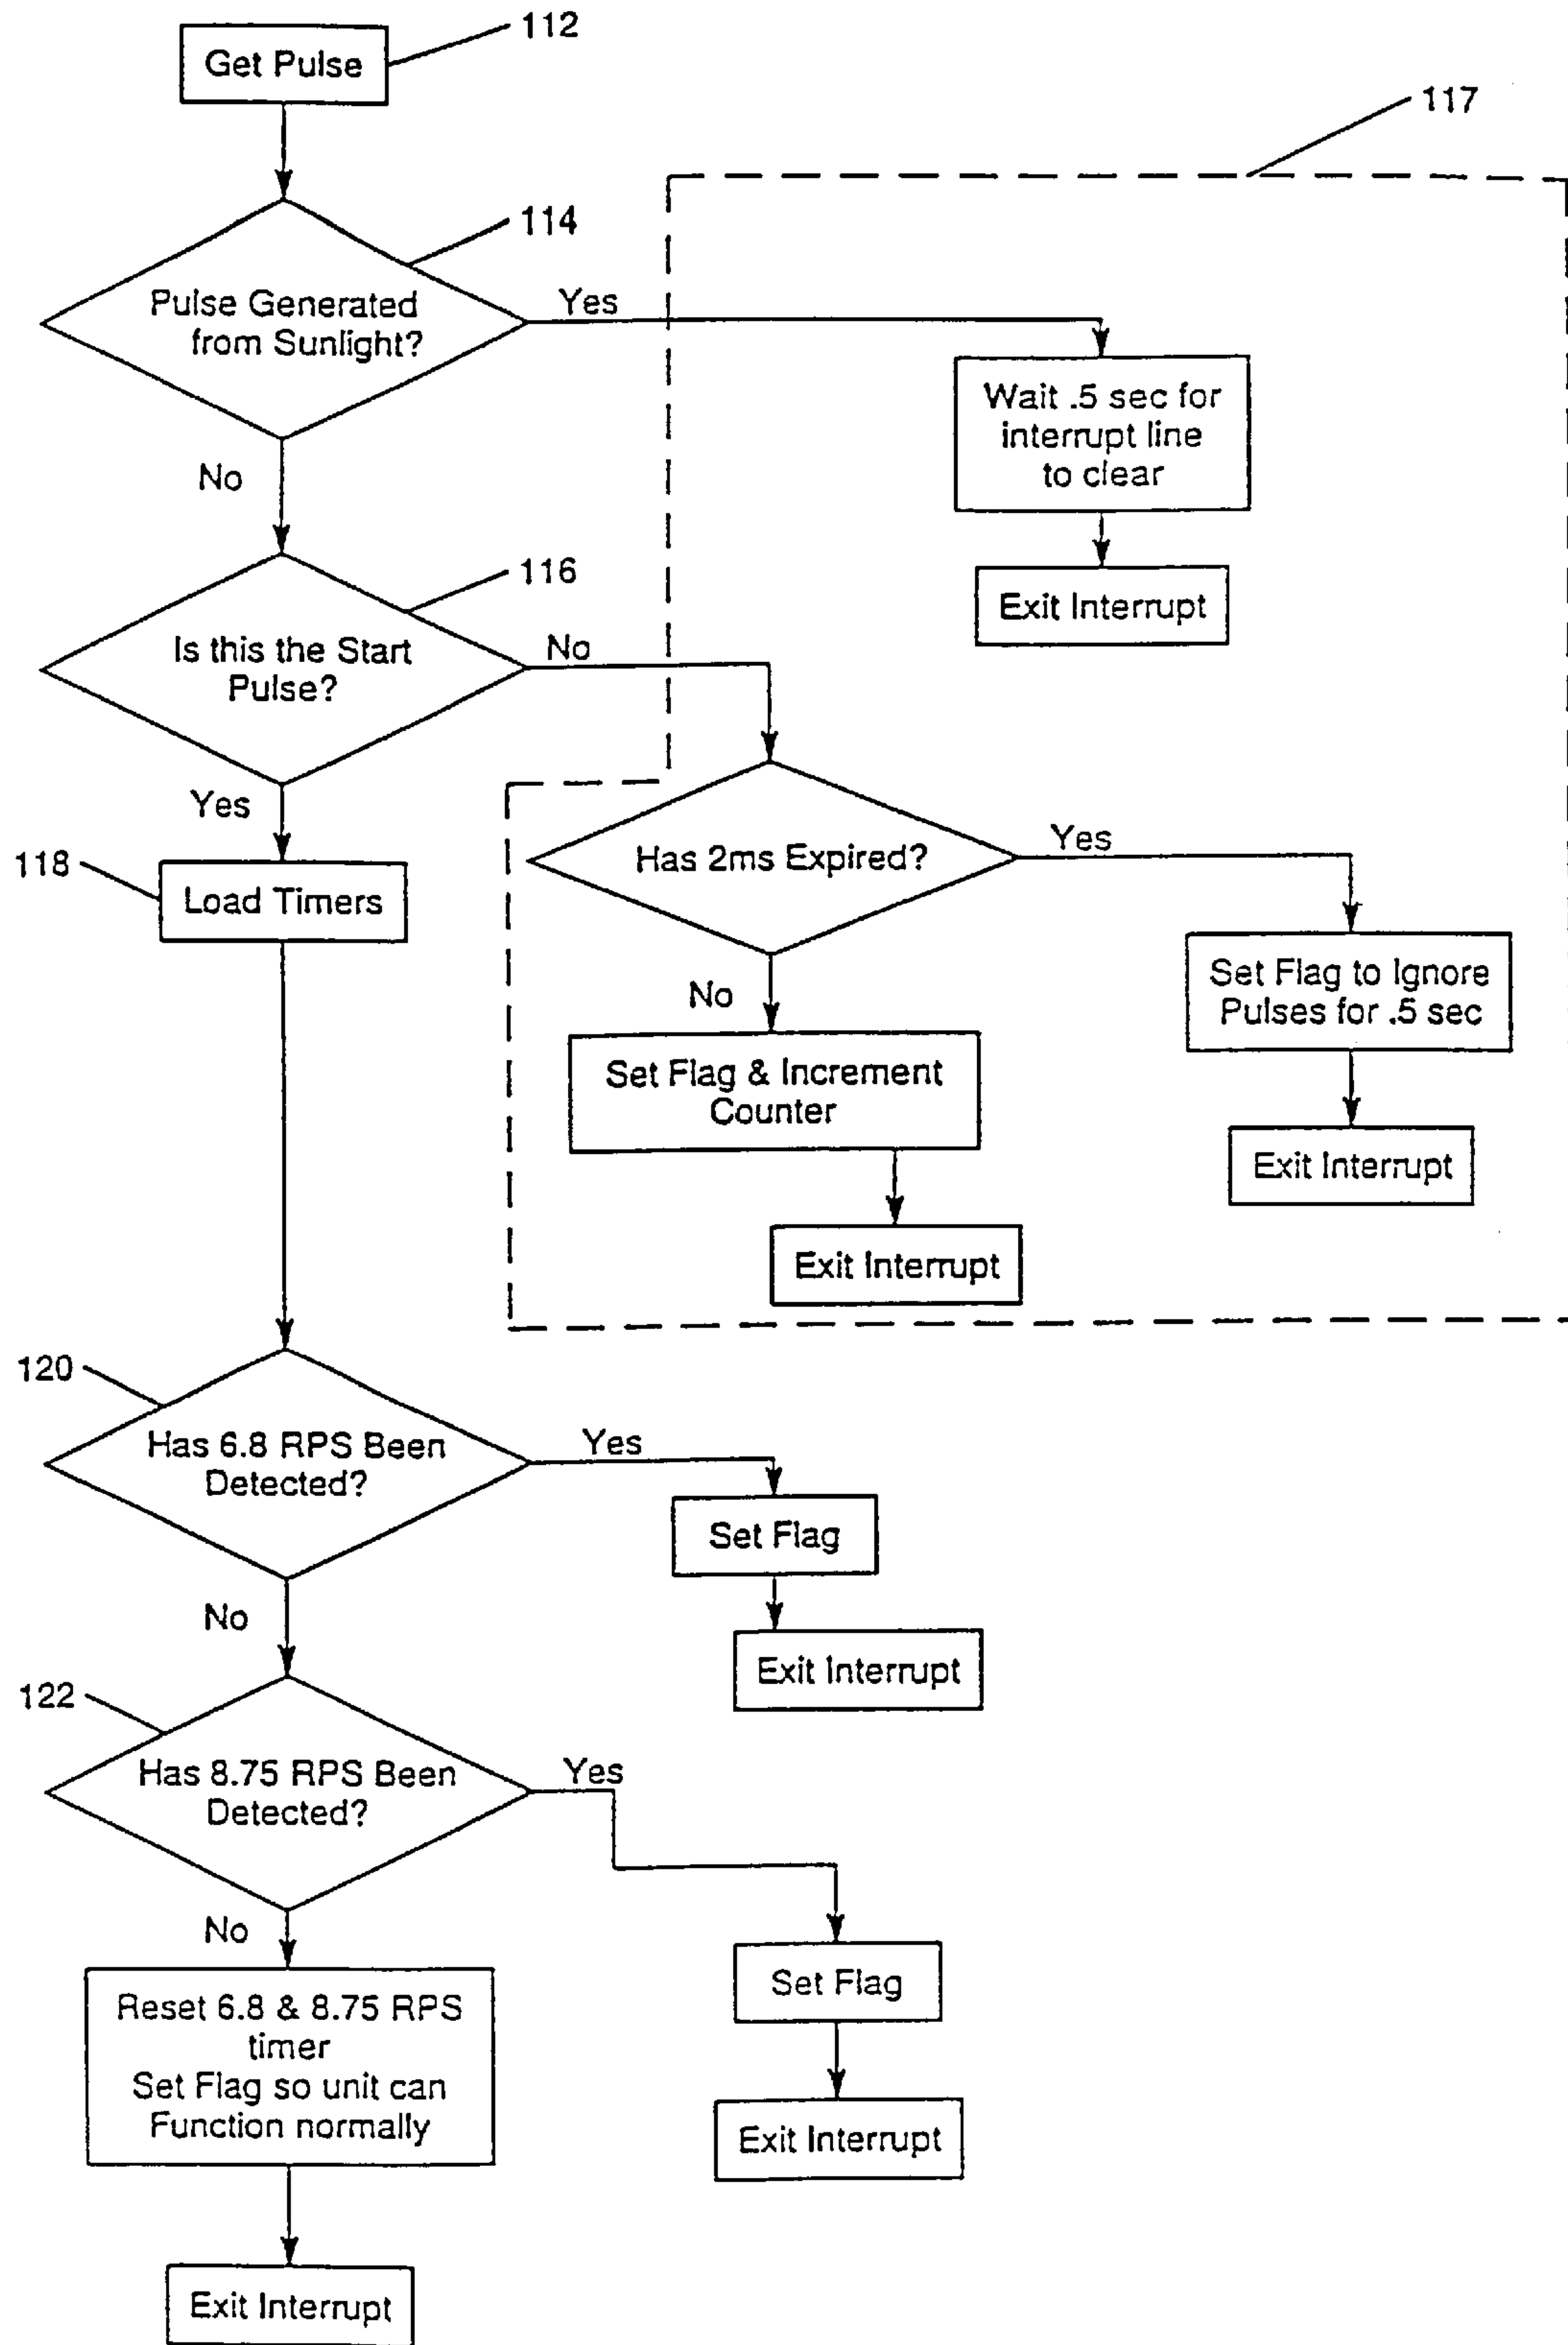 Get Pulse
112
117
114
Pulse Generated
from Sunlight?
Yes
Wait .5 sec for
interrupt line
to clear
No
Exit Interrupt
116
Is this the Start
Pulse?
No
Yes
118
Load Timers
Has 2ms Expired?
Yes
Set Flag to Ignore
Pulses for .5 sec
No
Set Flag & Increment
Counter
Exit Interrupt
Exit Interrupt
120
Has 6.8 RPS Been
Detected?
Yes
Set Flag
No
Exit Interrupt
122
Has 8.75 RPS Been
Detected?
Yes
No
Set Flag
Reset 6.8 & 8.75 RPS
timer
Set Flag so unit can
Function normally
Exit Interrupt
Exit Interrupt